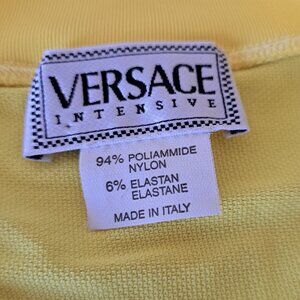 VERSACE
INTENSIVE
94% POLIAMMIDE
NYLON
6% ELASTAN
ELASTANE
MADE IN ITALY